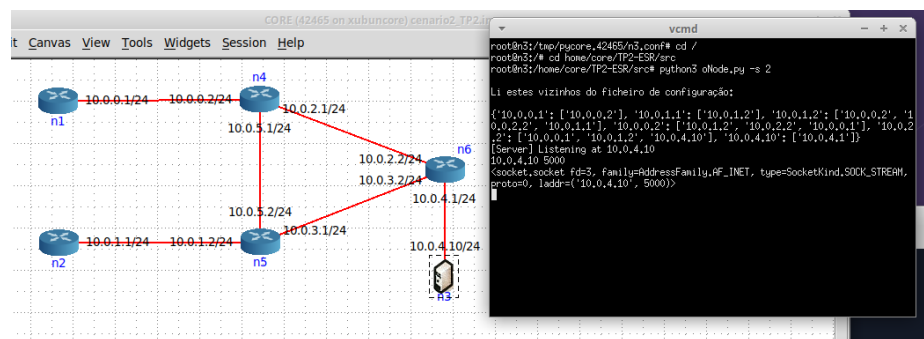 CORE (42465 on xubuncore) cenario2_TP2.in
it Canvas View Tools Widgets Session Help
n4
10.0.0.1/24
10.0.0.2/24
10.0.2.1/24
n1
10.0.5.1/24
n6
10.0.2.2/24
10.0.3.2/24
10.0.4.1/24
10.0.5.2/24
10.0.1.1/24
10.0.1.2/24
10.0.3.1/24
n2
n5
10.0.4.10/24
n3
vcmd
root@n3:/tmp/pycore.42465/n3.conf# cd /
root@n3:/# cd home/core/TP2-ESR/src
root@n3:/home/core/TP2-ESR/src# python3 oNode.py -s 2
Li estes vizinhos do ficheiro de configuração:
{'10.0.0.1': ['10.0.0.2'], '10.0.1.1': ['10.0.1.2'], '10.0.1.2': ['10.0.0.2', '1
0.0.2.2', '10.0.1.1'], '10.0.0.2': ['10.0.1.2', '10.0.2.2', '10.0.0.1'], '10.0.2
.2': ['10.0.0.1', '10.0.1.2', '10.0.4.10'], '10.0.4.10': ['10.0.4.1']}
[Server] Listening at 10.0.4.10
10.0.4.10 5000
<socket.socket fd=3, family=AddressFamily.AF_INET, type=SocketKind.SOCK_STREAM,
proto=0, laddr=('10.0.4.10', 5000)>